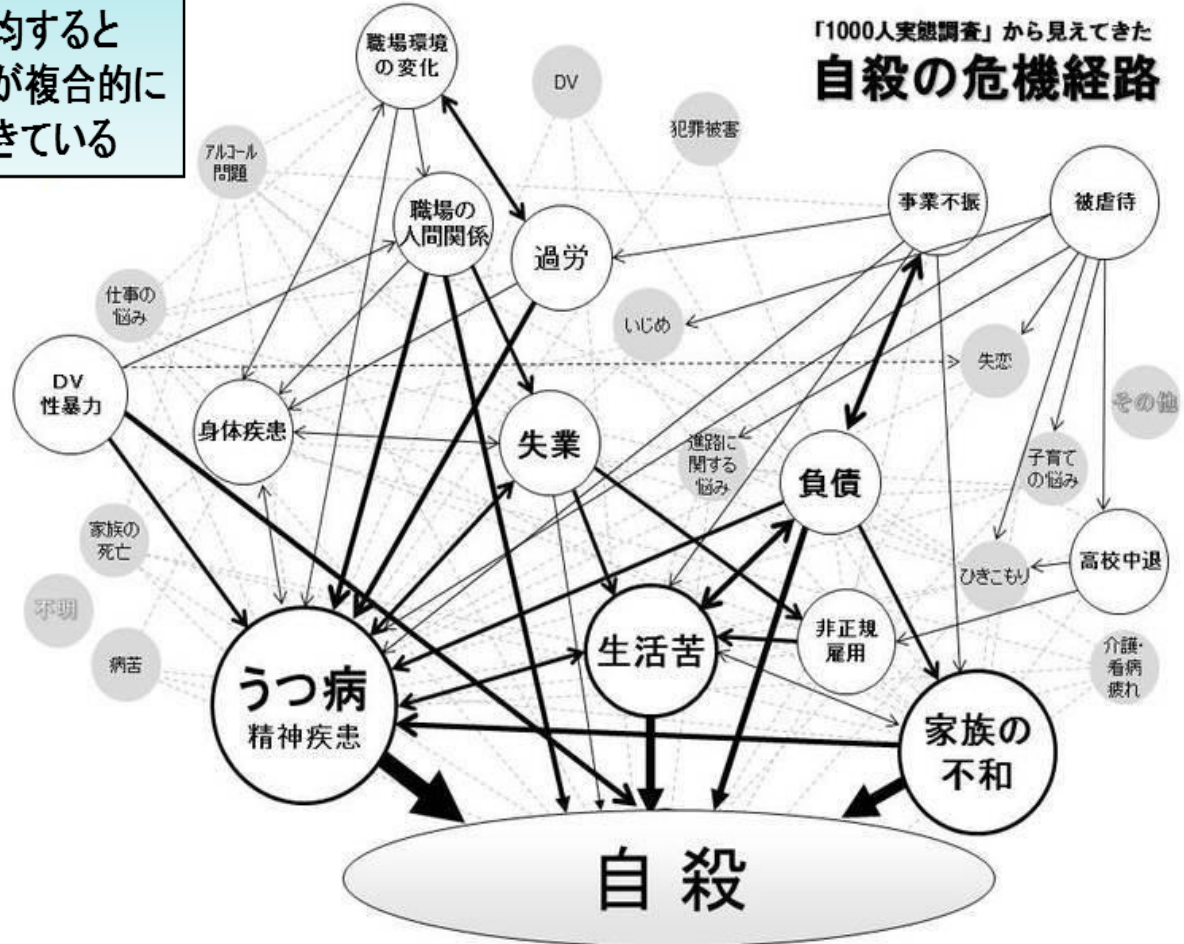 均すると
が複合的に
きている
「1000人実態調査」から見えてきた
自殺の危機経路
職場環境
の変化
DV
犯罪被害
アルコール
問題
職場の
人間関係
過労
事業不振
被虐待
仕事の
悩み
いじめ
失恋
DV
性暴力
その他
身体疾患
失業
進路に
関する
悩み
負債
子育て
の悩み
家族の
死亡
ひきこもり
高校中退
不明
病苦
うつ病
精神疾患
生活苦
非正規
雇用
介護・
看病
疲れ
家族の
不和
自殺